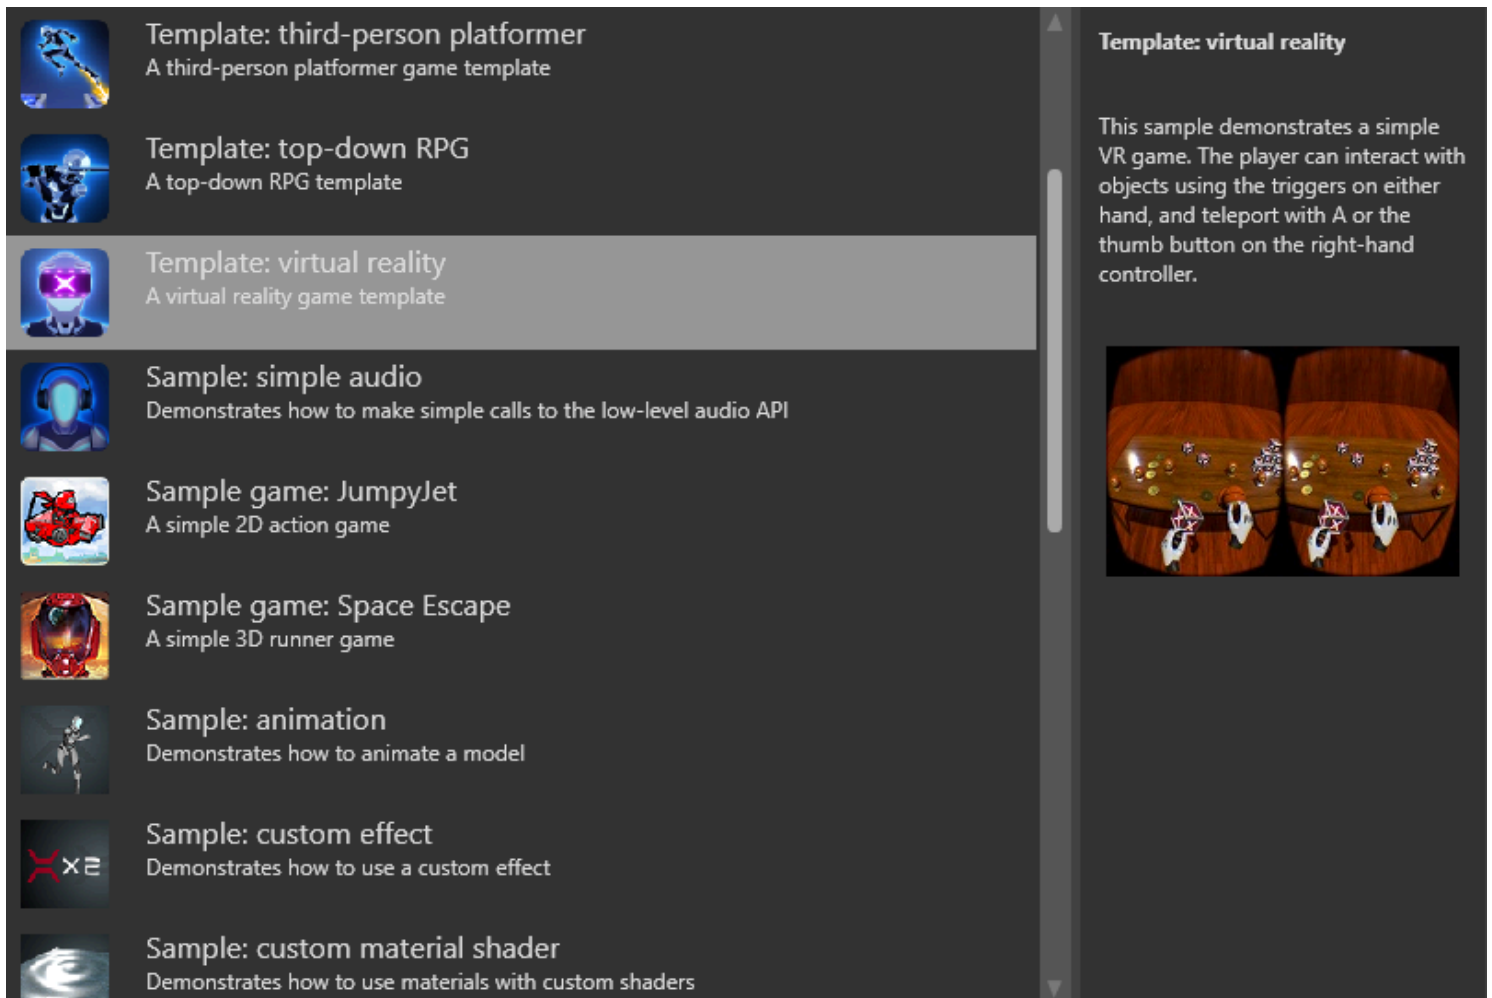 Template: third-person platformer
A third-person platformer game template
Template: top-down RPG
A top-down RPG template
Template: virtual reality
A virtual reality game template
Sample: simple audio
Demonstrates how to make simple calls to the low-level audio API
Sample game: JumpyJet
A simple 2D action game
Sample game: Space Escape
A simple 3D runner game
Sample: animation
Demonstrates how to animate a model
Sample: custom effect
Demonstrates how to use a custom effect
Sample: custom material shader
Demonstrates how to use materials with custom shaders
Template: virtual reality
This sample demonstrates a simple
VR game. The player can interact with
objects using the triggers on either
hand, and teleport with A or the
thumb button on the right-hand
controller.